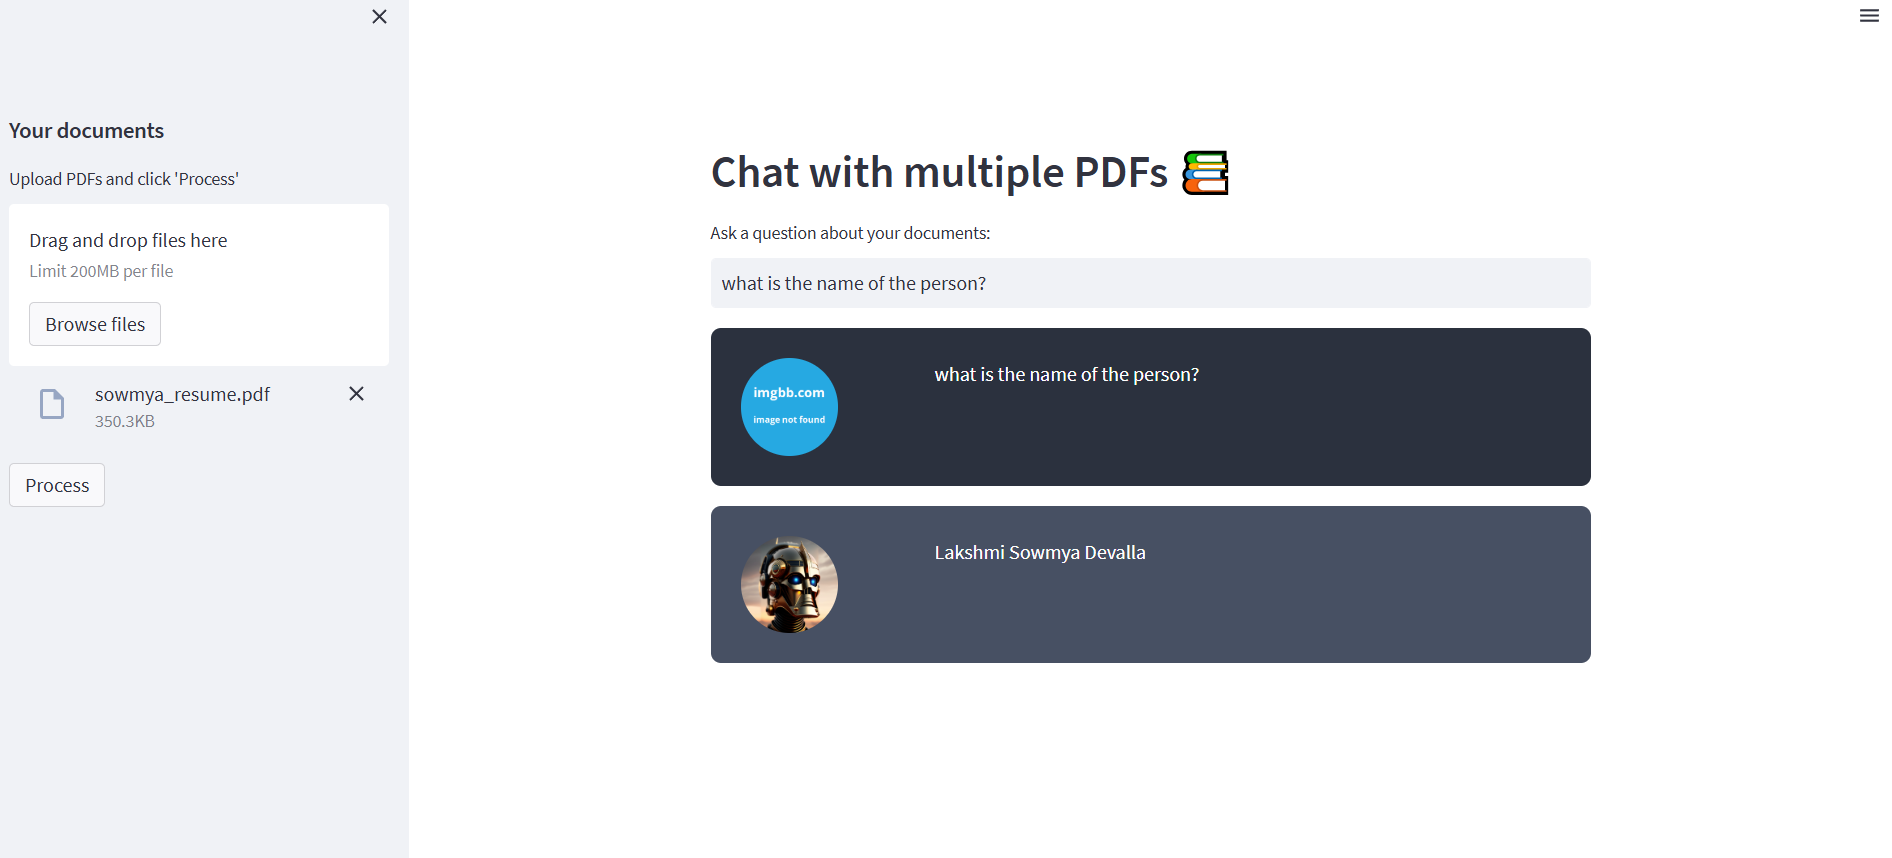 Your documents
Upload PDFs and click 'Process'
Drag and drop files here
Limit 200MB per file
Browse files
sowmya_resume.pdf
350.3KB
Process
Chat with multiple PDFs
Ask a question about your documents:
what is the name of the person?
imgbb.com
image not found
what is the name of the person?
Lakshmi Sowmya Devalla